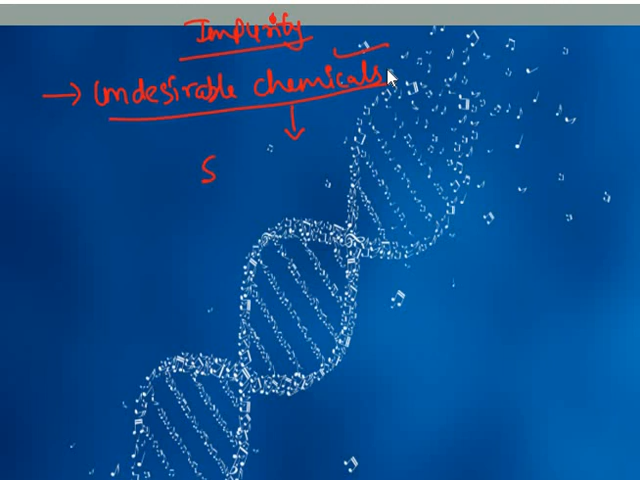 Impurity
→ Undesirable chemicals
↓
S